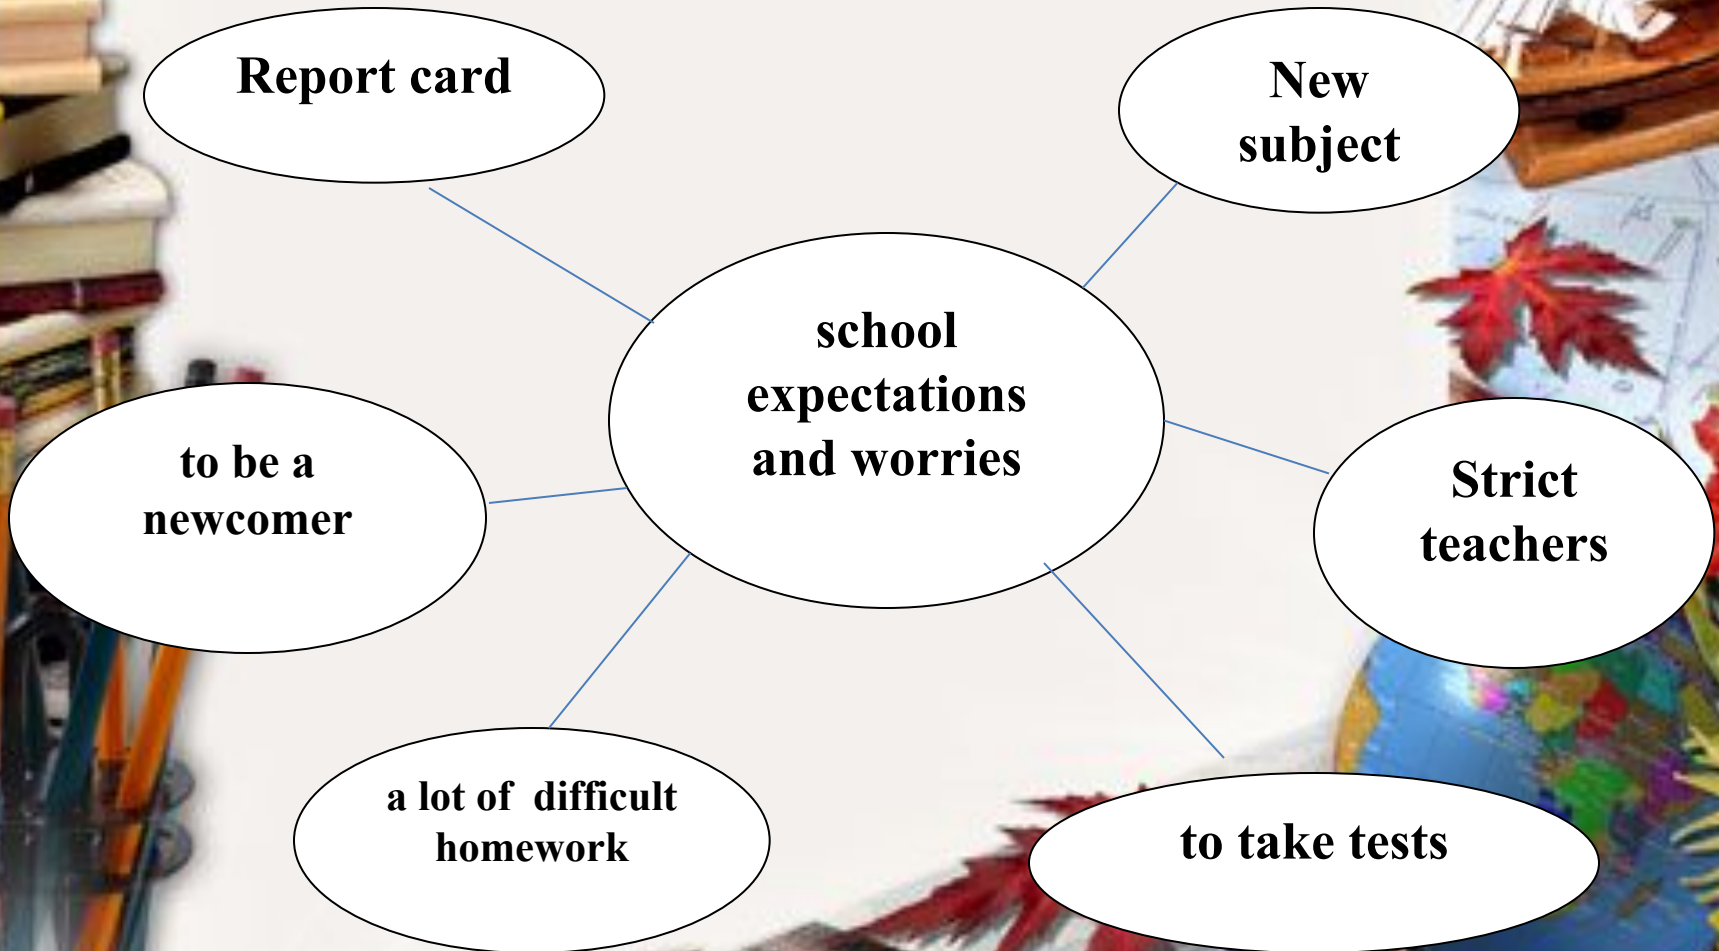 Report card
New
subject
school
expectations
and worries
to be a
newcomer
Strict
teachers
a lot of  difficult
homework
to take tests